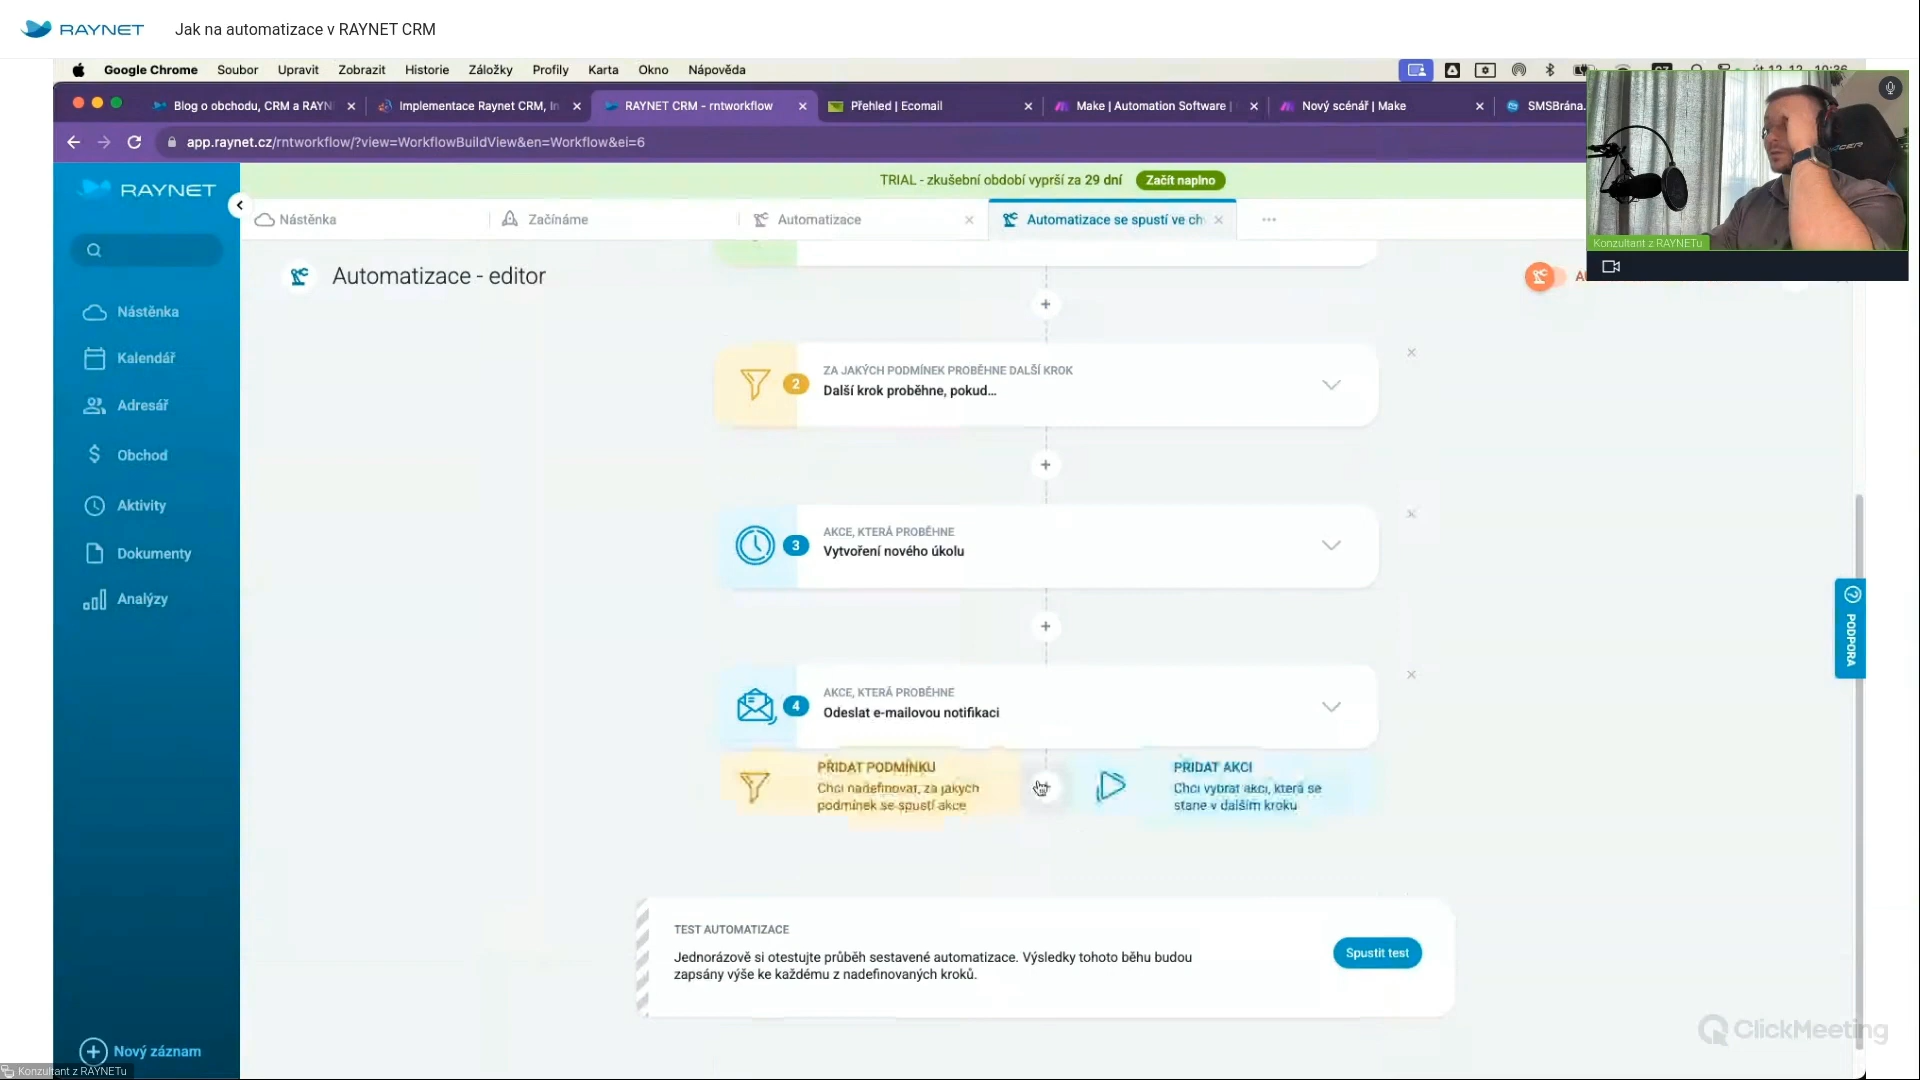 RAYNET
Jak na automatizace v RAYNET CRM
Google Chrome Soubor Upravit Zobrazit Historie Záložky Profily Karta Okno Nápověda
Blog o obchodu, CRM a RAYN
Implementace Raynet CRM, In
RAYNET CRM - rntworkflow
Přehled | Ecomail
Make | Automation Software |
Nový scénář | Make
SMSBrána.
app.raynet.cz/rntworkflow/?view=WorkflowBuildView&en=Workflow&ei=6
RAYNET
TRIAL - zkušební období vyprší za 29 dní
Začít naplno
Nástěnka
Začínáme
Automatizace
Automatizace se spustí ve ch
Konzultant z RAYNETu
Automatizace - editor
Nástěnka
Kalendář
Adresář
Obchod
Aktivity
Dokumenty
Analýzy
2
ZA JAKÝCH PODMÍNEK PROBĚHNE DALŠÍ KROK
Další krok proběhne, pokud...
3
AKCE, KTERÁ PROBĚHNE
Vytvoření nového úkolu
4
AKCE, KTERÁ PROBĚHNE
Odeslat e-mailovou notifikaci
PŘIDAT PODMÍNKU
Chci nadefinovat, za jakých
podmínek se spustí akce
PŘIDAT AKCI
Chci vybrat akci, která se
stane v dalším kroku
PODPORA
TEST AUTOMATIZACE
Jednorázově si otestujte průběh sestavené automatizace. Výsledky tohoto běhu budou
zapsány výše ke každému z nadefinovaných kroků.
Spustit test
ClickMeeting
Nový záznam
Konzultant z RAYNETu